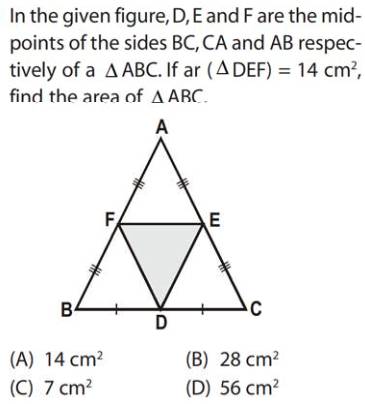 In the given figure, D, E and F are the mid-
points of the sides BC, CA and AB respec-
tively of a Δ ABC. If ar (Δ DEF) = 14 cm²,
find the area of Δ ABC.
A
F E
B C
D
(A) 14 cm² (B) 28 cm²
(C) 7 cm² (D) 56 cm²